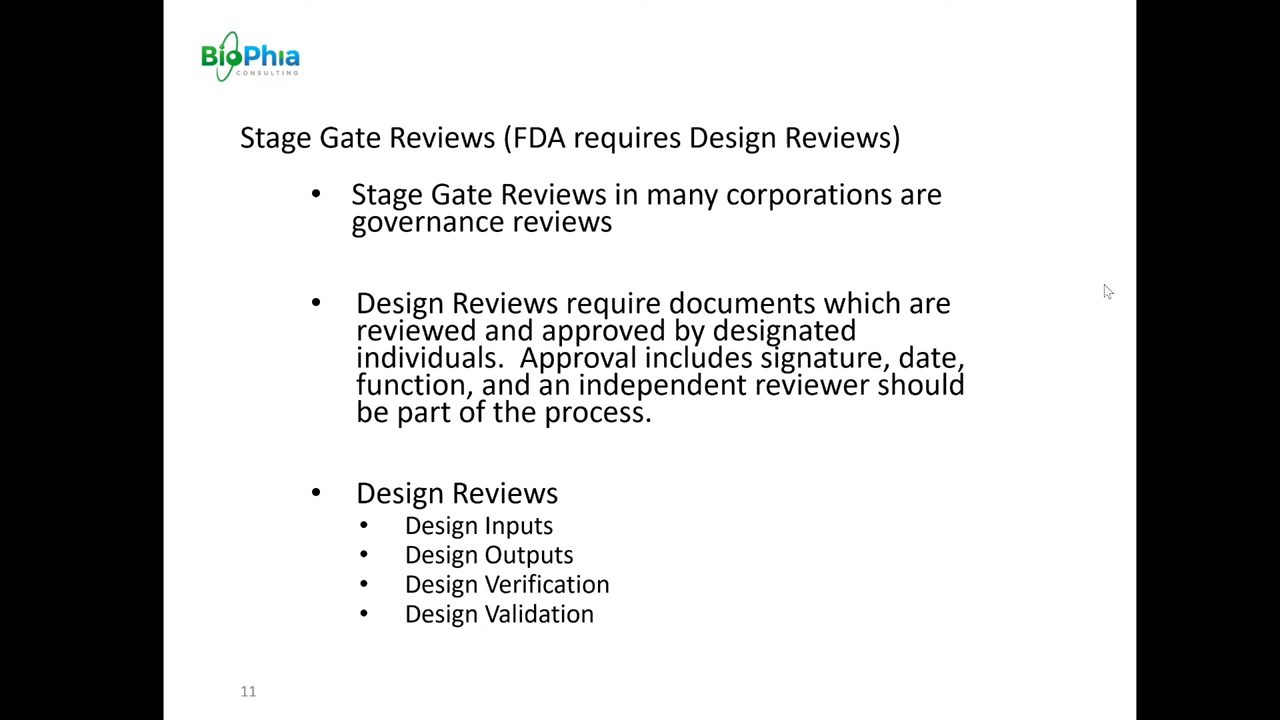 BioPhia
CONSULTING
Stage Gate Reviews (FDA requires Design Reviews)
• Stage Gate Reviews in many corporations are
governance reviews
• Design Reviews require documents which are
reviewed and approved by designated
individuals.  Approval includes signature, date,
function, and an independent reviewer should
be part of the process.
• Design Reviews
• Design Inputs
• Design Outputs
• Design Verification
• Design Validation
11